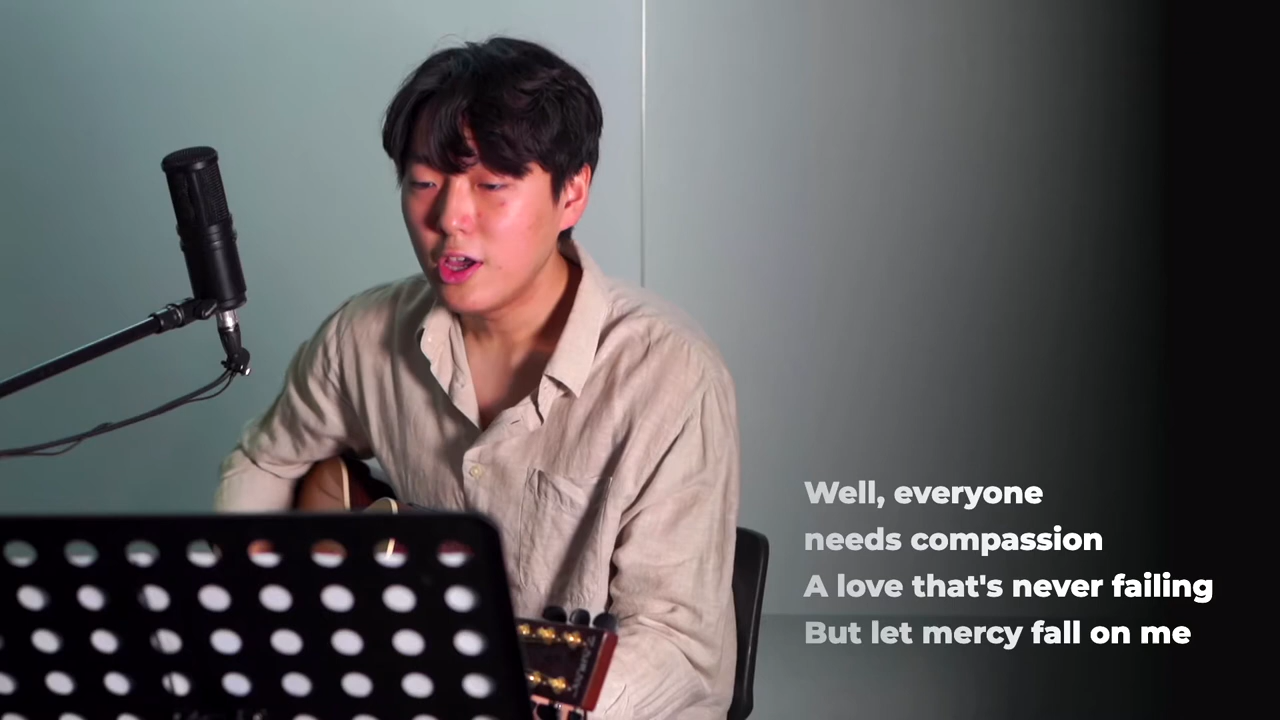 Well, everyone
needs compassion
A love that's never failing
But let mercy fall on me